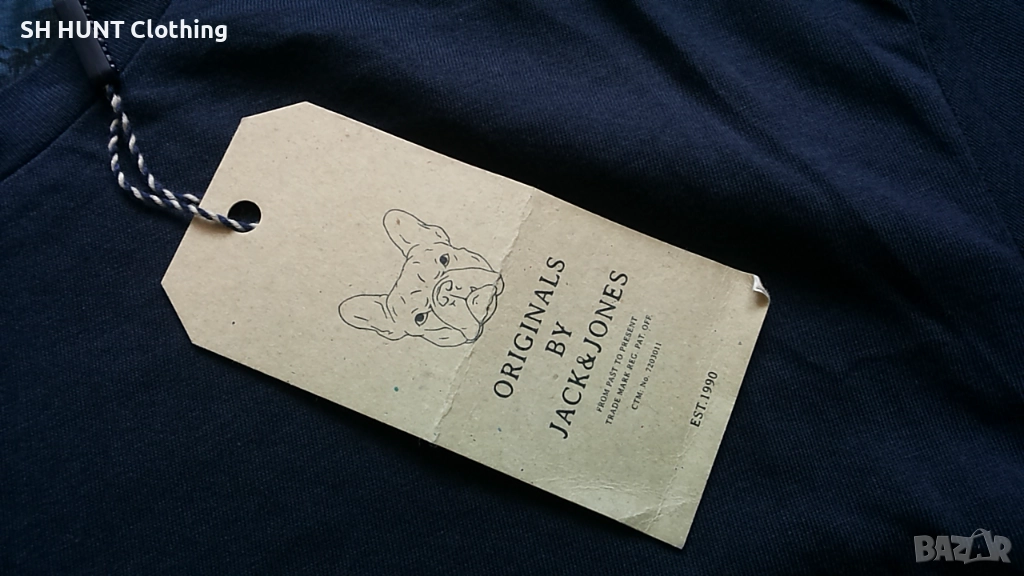 SH HUNT Clothing
ORIGINALS
BY
JACK&JONES
FROM PAST TO PRESENT
TRADE MARK REG. PAT. OFF.
CTM: No. 7203011
EST.1990
BAZAR